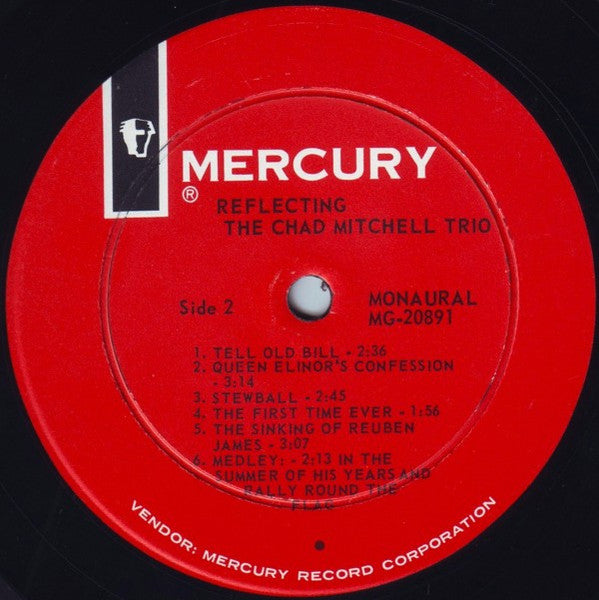 MERCURY
®
REFLECTING
THE CHAD MITCHELL TRIO
Side 2
MONAURAL
MG-20891
1. TELL OLD BILL - 2:36
2. QUEEN ELINOR'S CONFESSION
- 3:14
3. STEWBALL - 2:45
4. THE FIRST TIME EVER - 1:56
5. THE SINKING OF REUBEN
JAMES - 3:07
6. MEDLEY: - 2:13 IN THE
SUMMER OF HIS YEARS AND
RALLY ROUND THE
FLAG
VENDOR: MERCURY RECORD CORPORATION